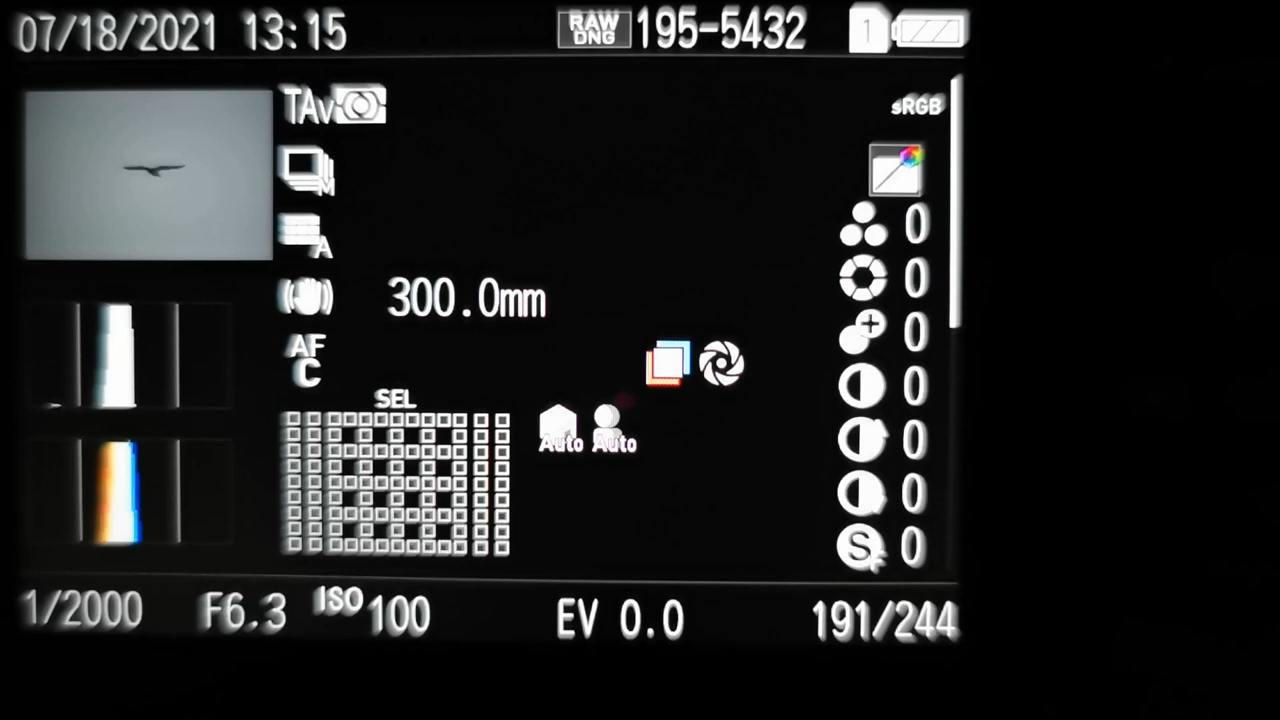 07/18/2021 13:15 RAW DNG 195-5432 1
TAv sRGB
M
A 0
0
300.0mm
0
AF C
0
SEL
Auto Auto 0
0
S 0
1/2000 F6.3 ISO 100 EV 0.0 191/244